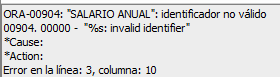 ORA-00904: "SALARIO ANUAL": identificador no válido
00904. 00000 -  "%s: invalid identifier"
*Cause:
*Action:
Error en la línea: 3, columna: 10